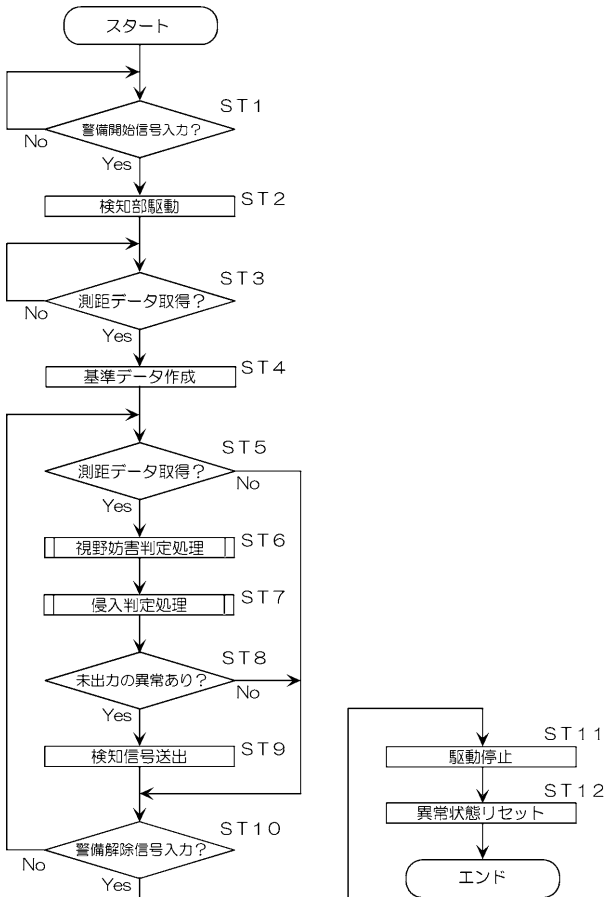 スタート
ST1
警備開始信号入力?
No
Yes
検知部駆動
ST2
ST3
測距データ取得?
No
Yes
基準データ作成
ST4
ST5
測距データ取得?
No
Yes
視野妨害判定処理
ST6
侵入判定処理
ST7
ST8
未出力の異常あり?
No
Yes
検知信号送出
ST9
ST10
警備解除信号入力?
No
Yes
ST11
駆動停止
ST12
異常状態リセット
エンド